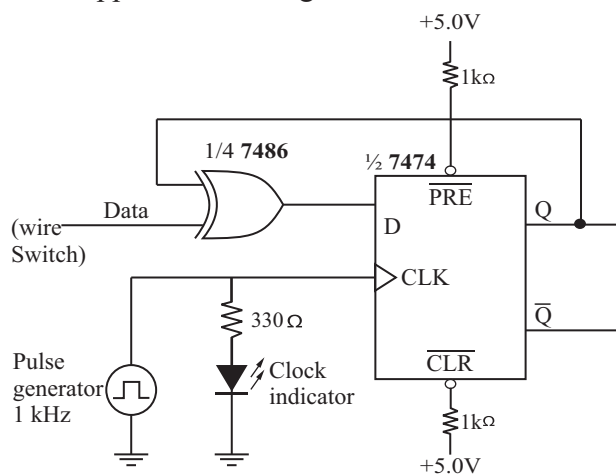 +5.0V
1kΩ
1/4 7486
½ 7474
PRE
Data
(wire
Switch)
D
Q
CLK
330 Ω
Q
Pulse
generator
1 kHz
Clock
indicator
CLR
1kΩ
+5.0V